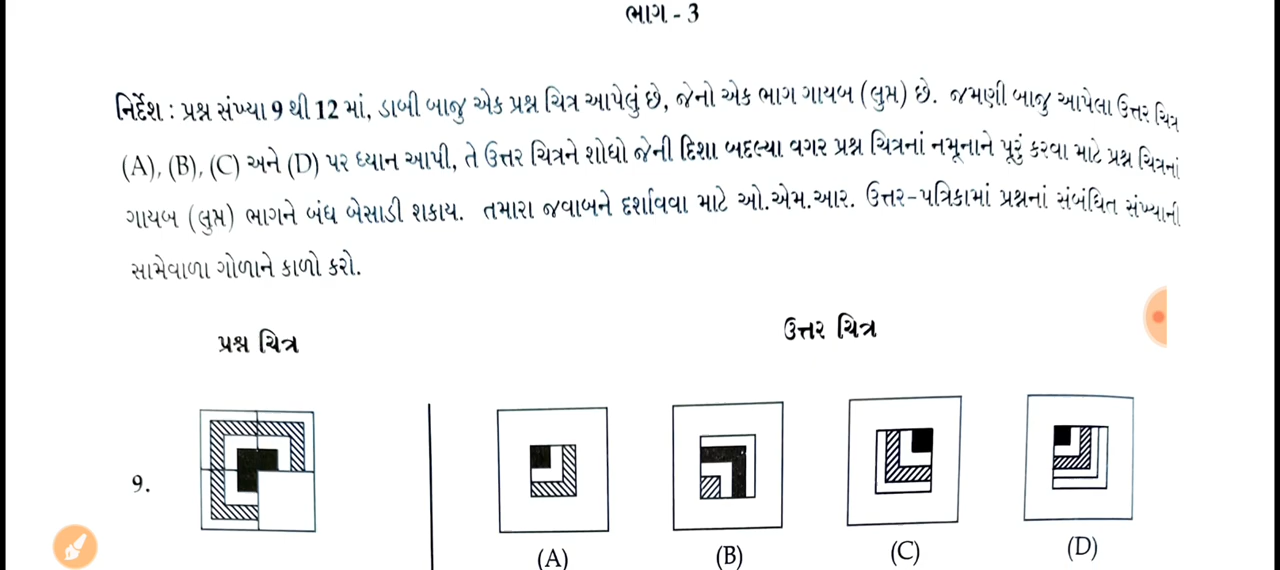 ભાગ - 3
નિર્દેશ : પ્રશ્ન સંખ્યા 9 થી 12 માં, ડાબી બાજુ એક પ્રશ્ન ચિત્ર આપેલું છે, જેનો એક ભાગ ગાયબ (લુપ્ત) છે. જમણી બાજુ આપેલા ઉત્તર ચિત્ર
(A), (B), (C) અને (D) પર ધ્યાન આપી, તે ઉત્તર ચિત્રને શોધો જેની દિશા બદલ્યા વગર પ્રશ્ન ચિત્રનાં નમૂનાને પૂરું કરવા માટે પ્રશ્ન ચિત્રનાં
ગાયબ (લુપ્ત) ભાગને બંધ બેસાડી શકાય. તમારા જવાબને દર્શાવવા માટે ઓ.એમ.આર. ઉત્તર-પત્રિકામાં પ્રશ્નનાં સંબંધિત સંખ્યાની
સામેવાળા ગોળાને કાળો કરો.
પ્રશ્ન ચિત્ર ઉત્તર ચિત્ર
9.
(A) (B) (C) (D)